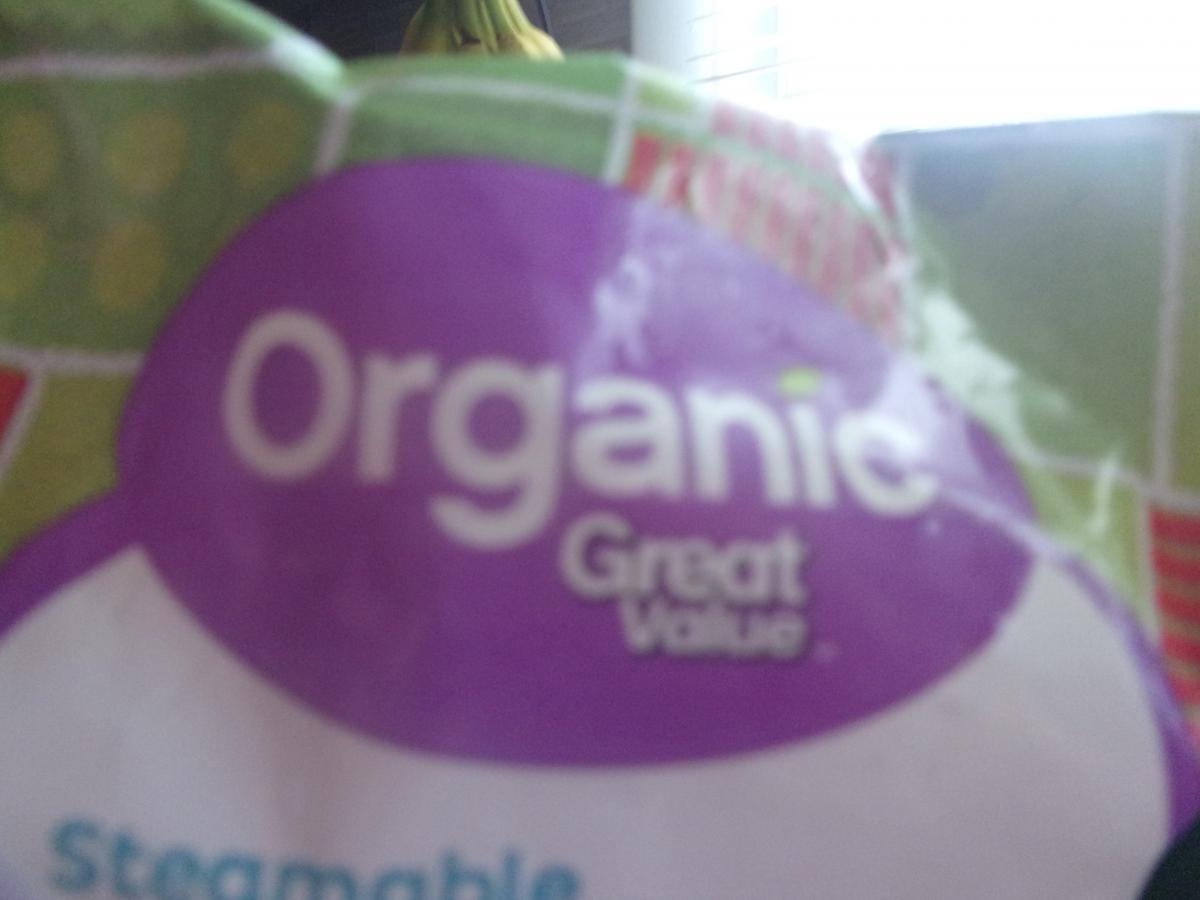 Organic
Great
Value
Steamable